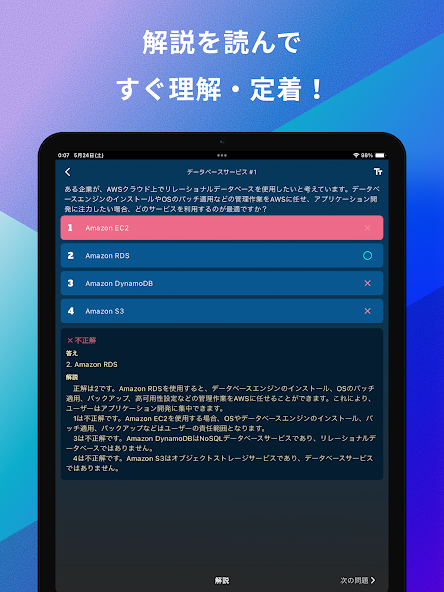 解説を読んで
すぐ理解・定着！
0:07 5月24日(土)
98%
データベースサービス #1
ある企業が、AWSクラウド上でリレーショナルデータベースを使用したいと考えています。データベ
ースエンジンのインストールやOSのパッチ運用などの管理作業をAWSに任せ、アプリケーション開
発に注力したい場合、どのサービスを利用するのが最適ですか？
1 Amazon EC2
2 Amazon RDS
3 Amazon DynamoDB
4 Amazon S3
×不正解
答え
2. Amazon RDS
解説
正解は2です。Amazon RDSを使用すると、データベースエンジンのインストール、OSのパッチ
適用、バックアップ、高可用性設定などの管理作業をAWSに任せることができます。これにより、
ユーザーはアプリケーション開発に集中できます。
1は不正解です。Amazon EC2を使用する場合、OSやデータベースエンジンのインストール、パ
ッチ適用、バックアップなどはユーザーの責任範囲となります。
3は不正解です。Amazon DynamoDBはNoSQLデータベースサービスであり、リレーショナルデ
ータベースではありません。
4は不正解です。Amazon S3はオブジェクトストレージサービスであり、データベースサービス
ではありません。
解説
次の問題